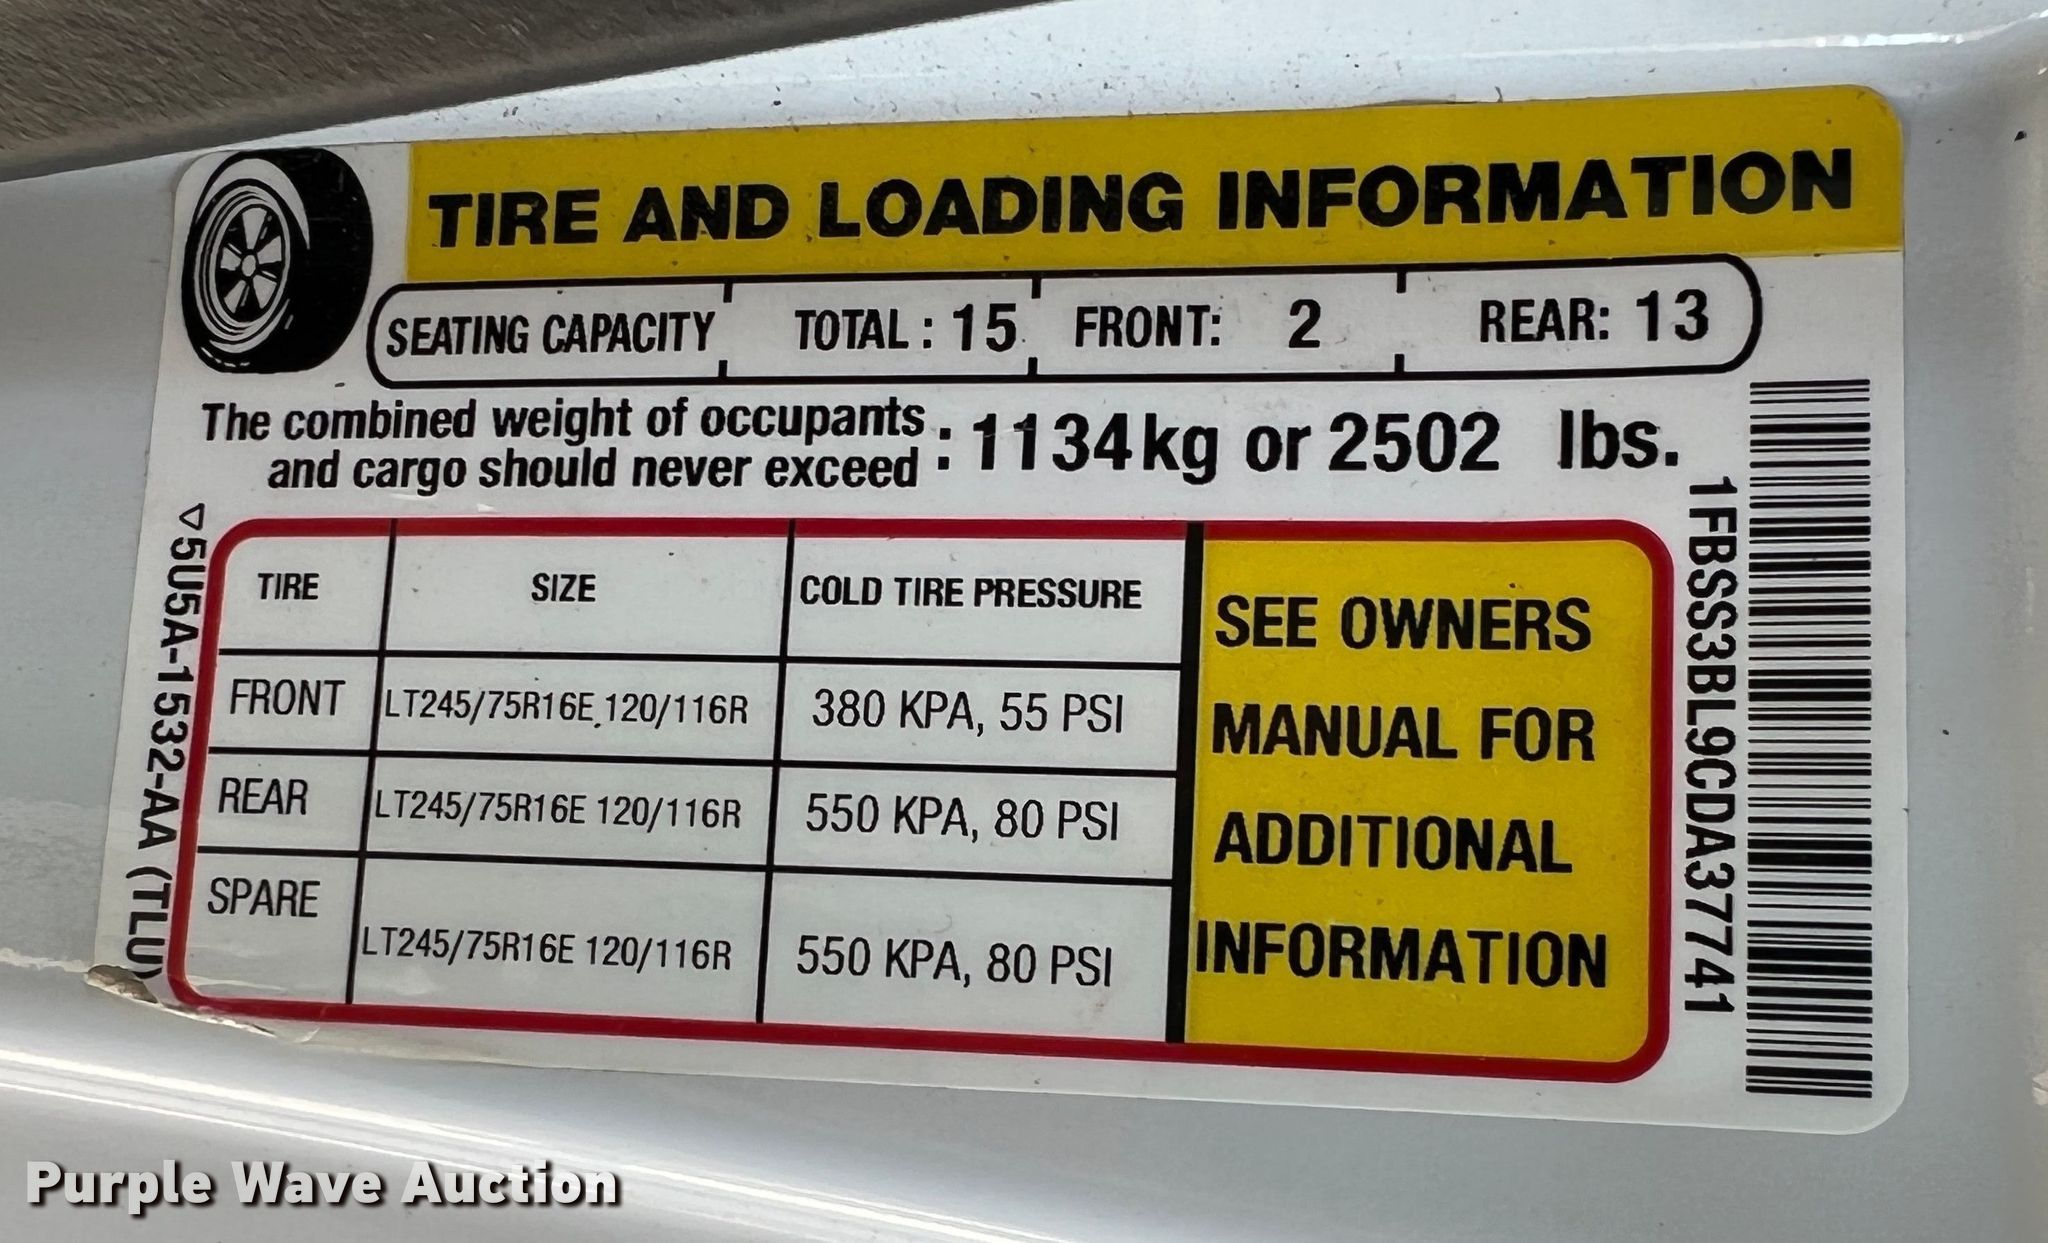 TIRE AND LOADING INFORMATION
SEATING CAPACITY TOTAL : 15 FRONT: 2 REAR: 13
The combined weight of occupants
and cargo should never exceed : 1134kg or 2502 lbs.
TIRE SIZE COLD TIRE PRESSURE
FRONT LT245/75R16E 120/116R 380 KPA, 55 PSI
REAR LT245/75R16E 120/116R 550 KPA, 80 PSI
SPARE LT245/75R16E 120/116R 550 KPA, 80 PSI
SEE OWNERS
MANUAL FOR
ADDITIONAL
INFORMATION
5U5A-1532-AA (TLU)
1FBSS3BL9CDA37741
Purple Wave Auction